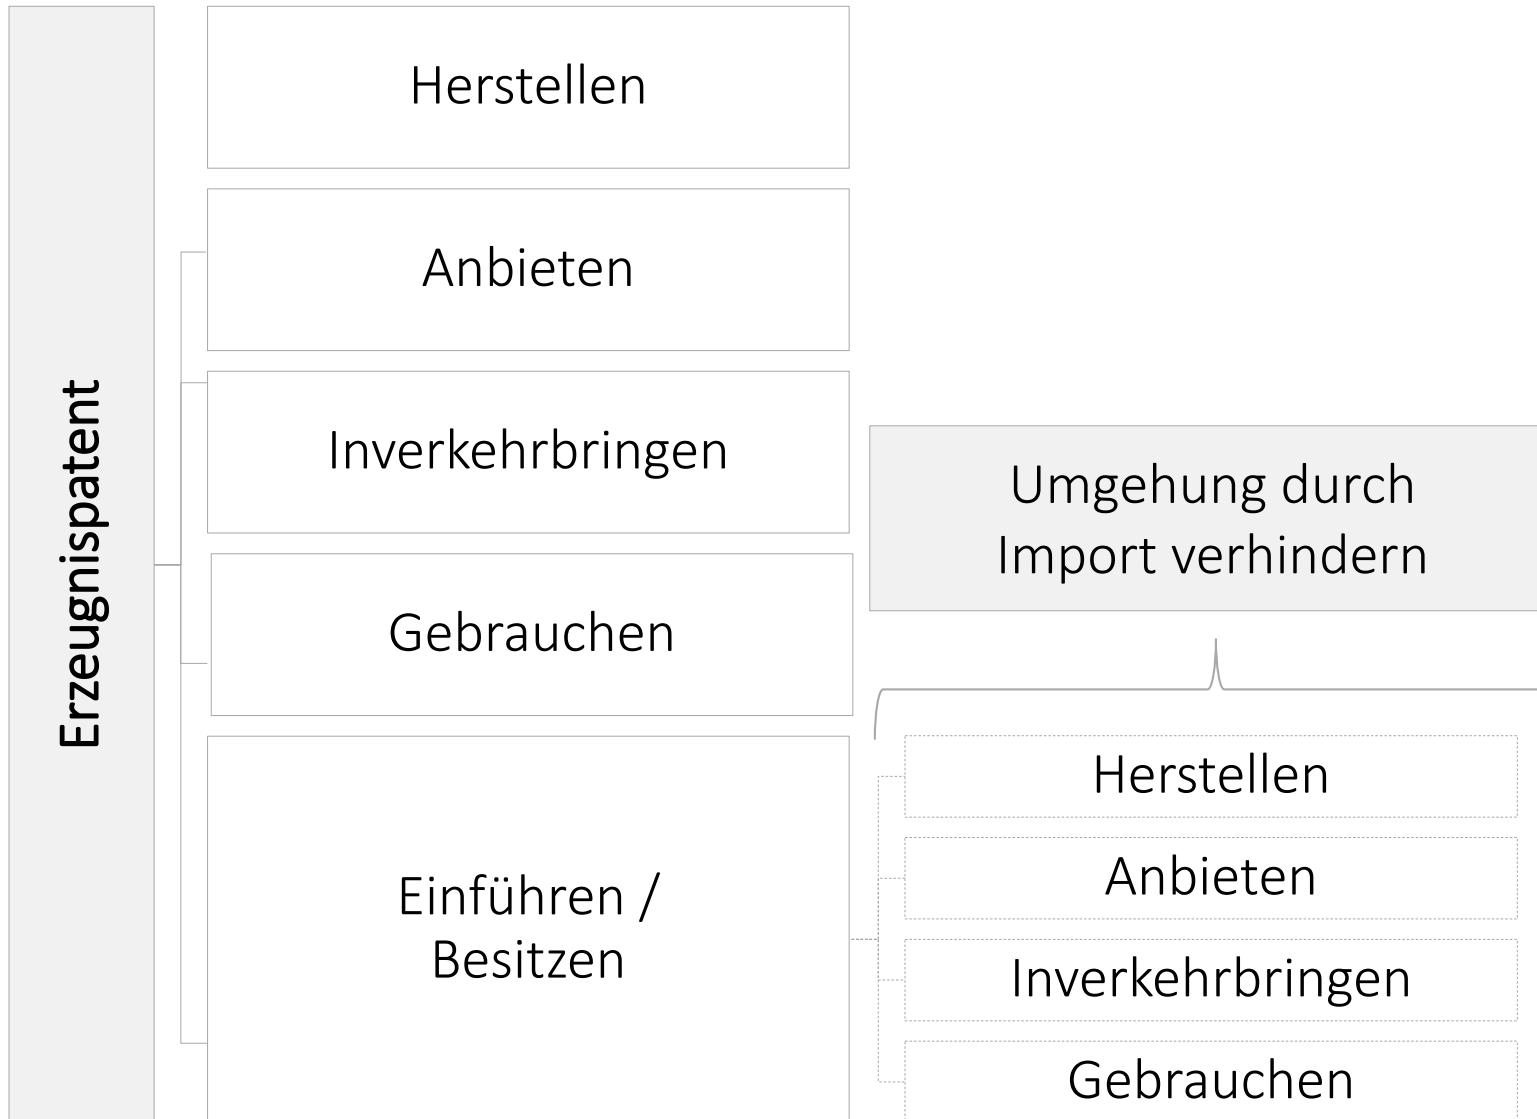 Erzeugnispatent
Herstellen
Anbieten
Inverkehrbringen
Gebrauchen
Einführen /
Besitzen
Umgehung durch
Import verhindern
Herstellen
Anbieten
Inverkehrbringen
Gebrauchen